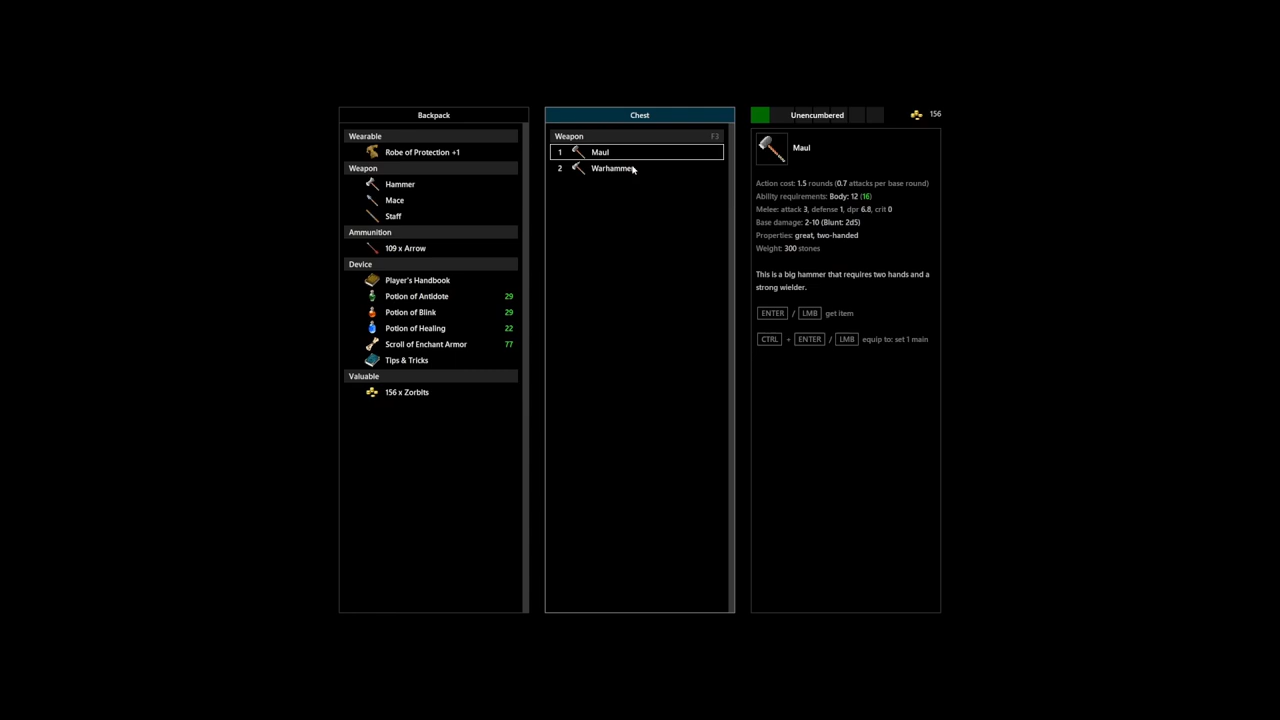 Backpack
Wearable
Robe of Protection +1
Weapon
Hammer
Mace
Staff
Ammunition
109 x Arrow
Device
Player's Handbook
Potion of Antidote 29
Potion of Blink 29
Potion of Healing 22
Scroll of Enchant Armor 77
Tips & Tricks
Valuable
156 x Zorbits
Chest
Weapon F3
1 Maul
2 Warhammer
Unencumbered 156
Maul
Action cost: 1.5 rounds (0.7 attacks per base round)
Ability requirements: Body: 12 (16)
Melee: attack 3, defense 1, dpr 6.8, crit 0
Base damage: 2-10 (Blunt: 2d5)
Properties: great, two-handed
Weight: 300 stones
This is a big hammer that requires two hands and a
strong wielder.
ENTER / LMB get item
CTRL + ENTER / LMB equip to: set 1 main